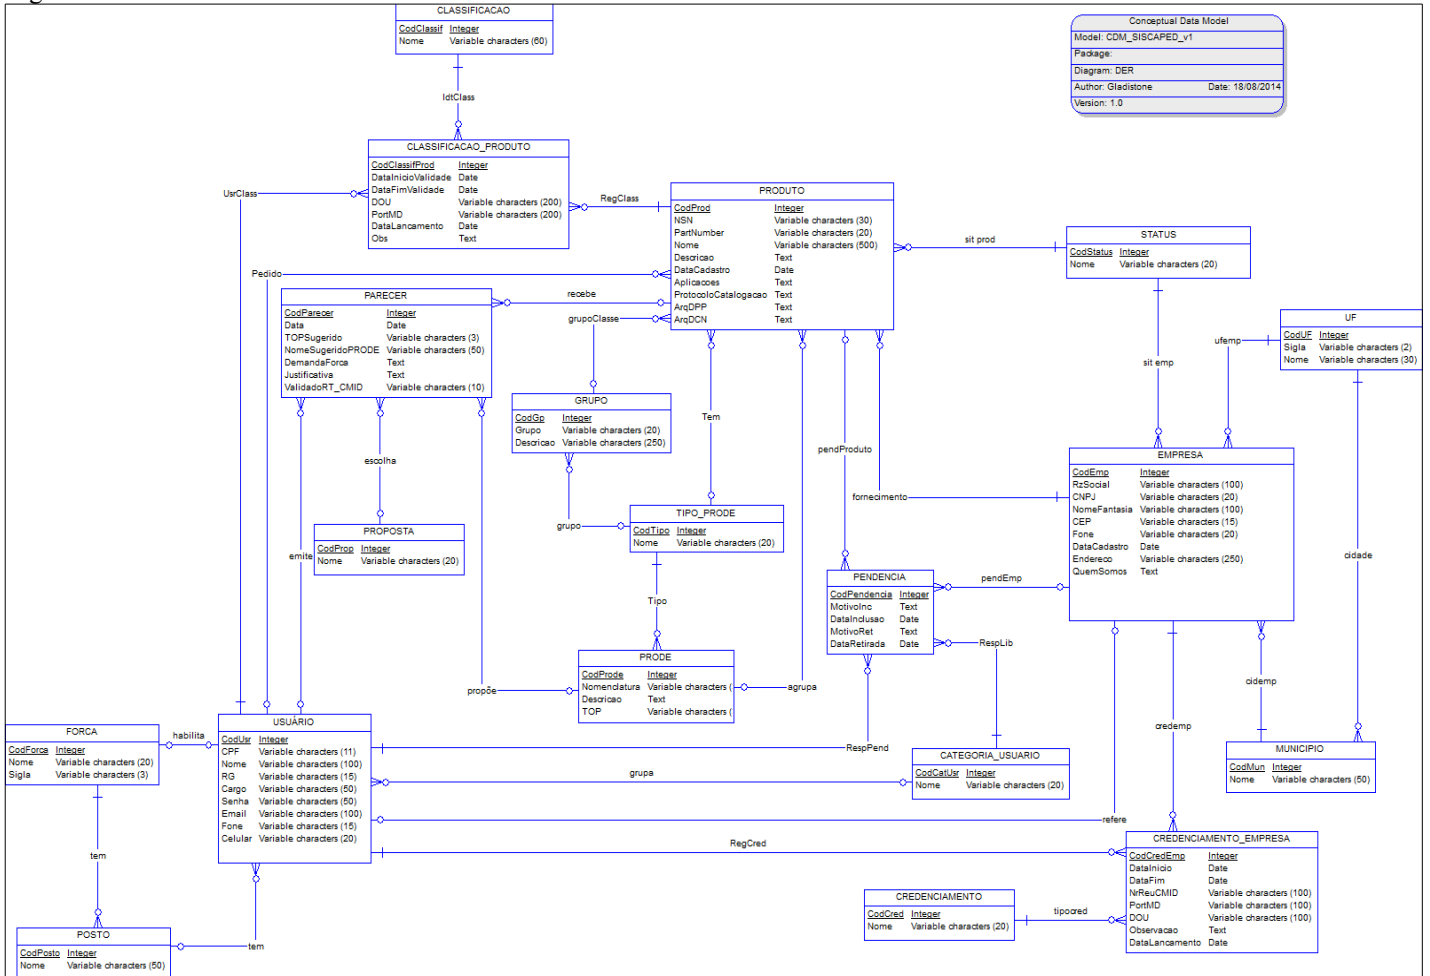 CLASSIFICACAO
CodClassif Integer
Nome Variable characters (60)
Conceptual Data Model
Model: CDM_SISCAPED_v1
Package:
Diagram: DER
Author: Gladistone Date: 18/08/2014
Version: 1.0
IdtClass
CLASSIFICACAO_PRODUTO
CodClassifProd Integer
DataInicioValidade Date
DataFimValidade Date
DOU Variable characters (200)
PortMD Variable characters (200)
DataLancamento Date
Obs Text
UsrClass
RegClass
PRODUTO
CodProd Integer
NSN Variable characters (30)
PartNumber Variable characters (20)
Nome Variable characters (500)
Descricao Text
DataCadastro Date
Aplicacoes Text
ProtocoloCatalogacao Text
ArqDPP Text
ArqDCN Text
sit prod
STATUS
CodStatus Integer
Nome Variable characters (20)
Pedido
PARECER
CodParecer Integer
Data Date
TOPSugerido Variable characters (3)
NomeSugeridoPRODE Variable characters (50)
DemandaForca Text
Justificativa Text
ValidadoRT_CMID Variable characters (10)
recebe
grupoClasse
UF
CodUF Integer
Sigla Variable characters (2)
Nome Variable characters (30)
ufemp
sit emp
GRUPO
CodGp Integer
Grupo Variable characters (20)
Descricao Variable characters (250)
Tem
pendProduto
escolha
EMPRESA
CodEmp Integer
RzSocial Variable characters (100)
CNPJ Variable characters (20)
NomeFantasia Variable characters (100)
CEP Variable characters (15)
Fone Variable characters (20)
DataCadastro Date
Endereco Variable characters (250)
QuemSomos Text
fornecimento
grupo
TIPO_PRODE
CodTipo Integer
Nome Variable characters (20)
PROPOSTA
CodProp Integer
Nome Variable characters (20)
emite
cidade
PENDENCIA
CodPendencia Integer
MotivoInc Text
DataInclusao Date
MotivoRet Text
DataRetirada Date
pendEmp
Tipo
RespLib
PRODE
CodProde Integer
Nomenclatura Variable characters (
Descricao Text
TOP Variable characters (
propõe
agrupa
cidemp
credemp
USUÁRIO
CodUsr Integer
CPF Variable characters (11)
Nome Variable characters (100)
RG Variable characters (15)
Cargo Variable characters (50)
Senha Variable characters (50)
Email Variable characters (100)
Fone Variable characters (15)
Celular Variable characters (20)
FORCA
CodForca Integer
Nome Variable characters (20)
Sigla Variable characters (3)
habilita
RespPend
grupa
CATEGORIA_USUARIO
CodCatUsr Integer
Nome Variable characters (20)
MUNICIPIO
CodMun Integer
Nome Variable characters (50)
refere
RegCred
CREDENCIAMENTO_EMPRESA
CodCredEmp Integer
DataInicio Date
DataFim Date
NrReuCMID Variable characters (100)
PortMD Variable characters (100)
DOU Variable characters (100)
Observacao Text
DataLancamento Date
tem
CREDENCIAMENTO
CodCred Integer
Nome Variable characters (20)
tipocred
POSTO
CodPosto Integer
Nome Variable characters (50)
tem